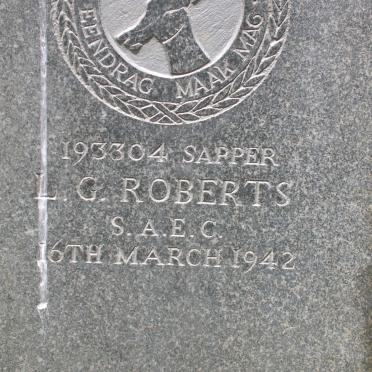 EENDRAG MAAK MAG
193304 SAPPER
L. G. ROBERTS
S. A. E. C.
16TH MARCH 1942